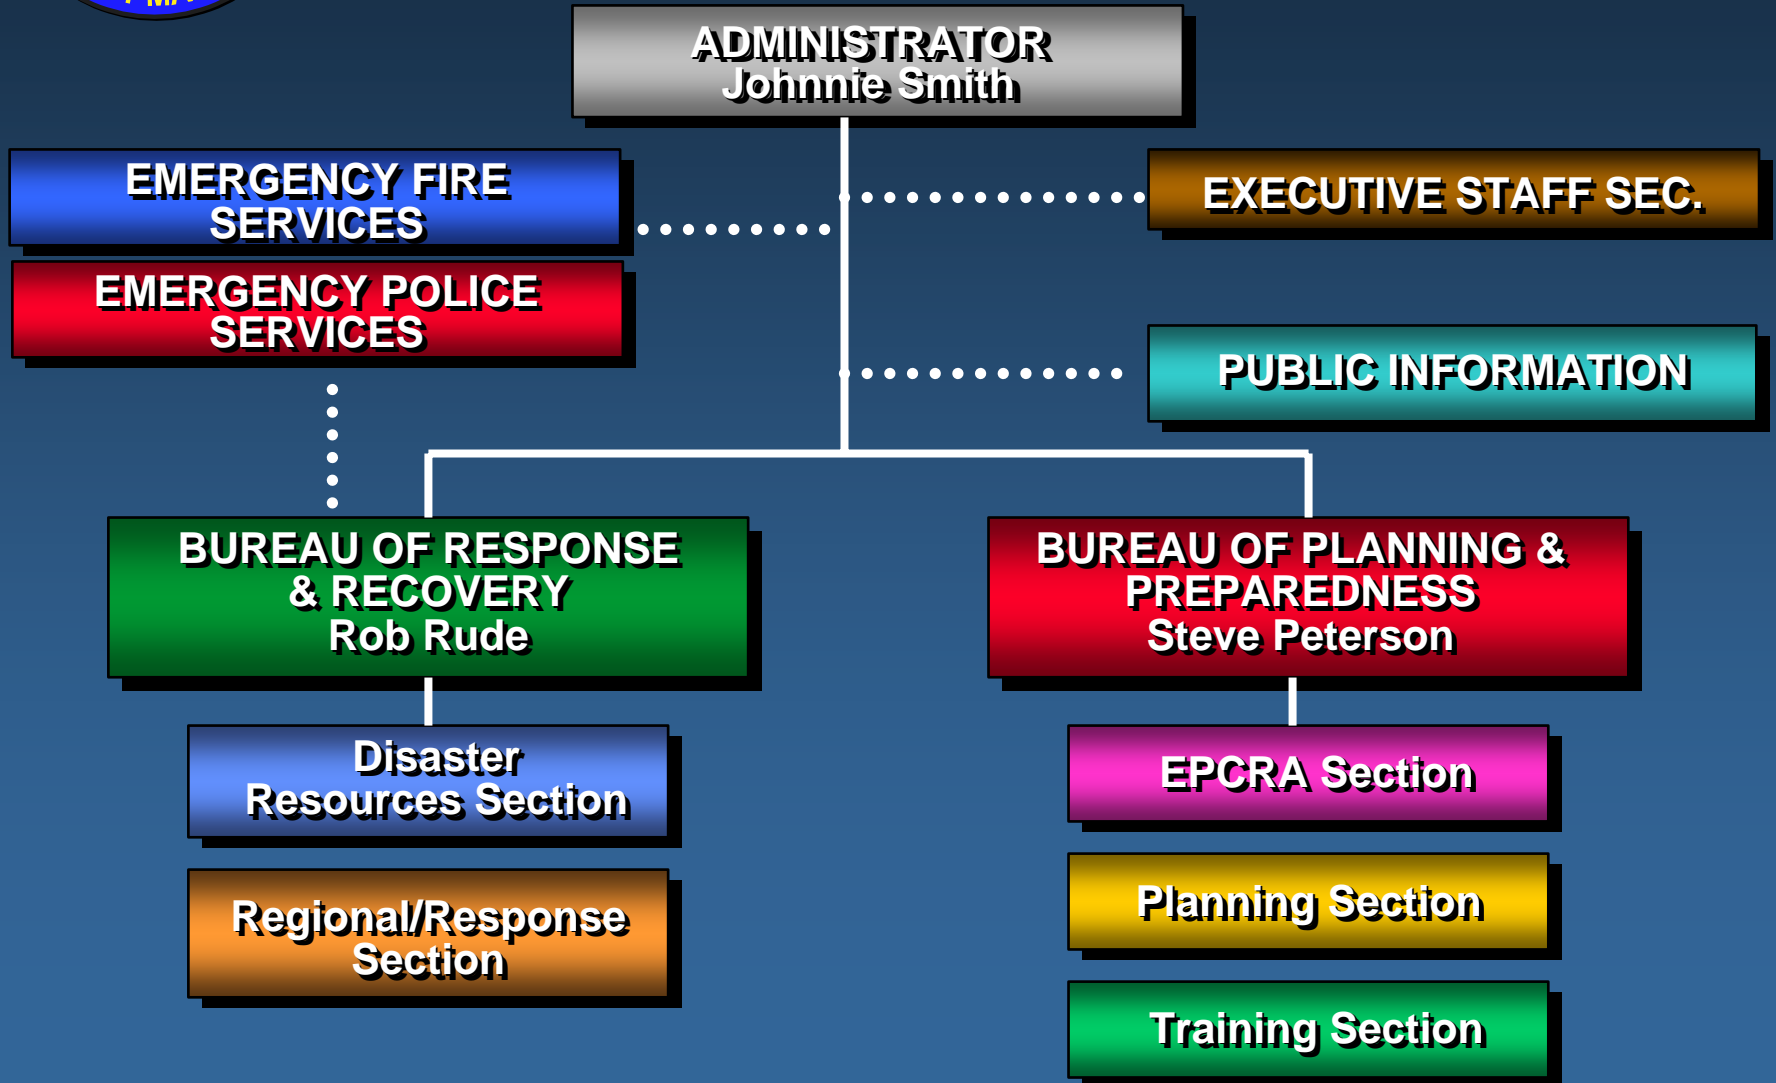 ADMINISTRATOR
Johnnie Smith
EMERGENCY FIRE
SERVICES
EXECUTIVE STAFF SEC.
EMERGENCY POLICE
SERVICES
PUBLIC INFORMATION
BUREAU OF RESPONSE
& RECOVERY
Rob Rude
BUREAU OF PLANNING &
PREPAREDNESS
Steve Peterson
Disaster
Resources Section
EPCRA Section
Regional/Response
Section
Planning Section
Training Section